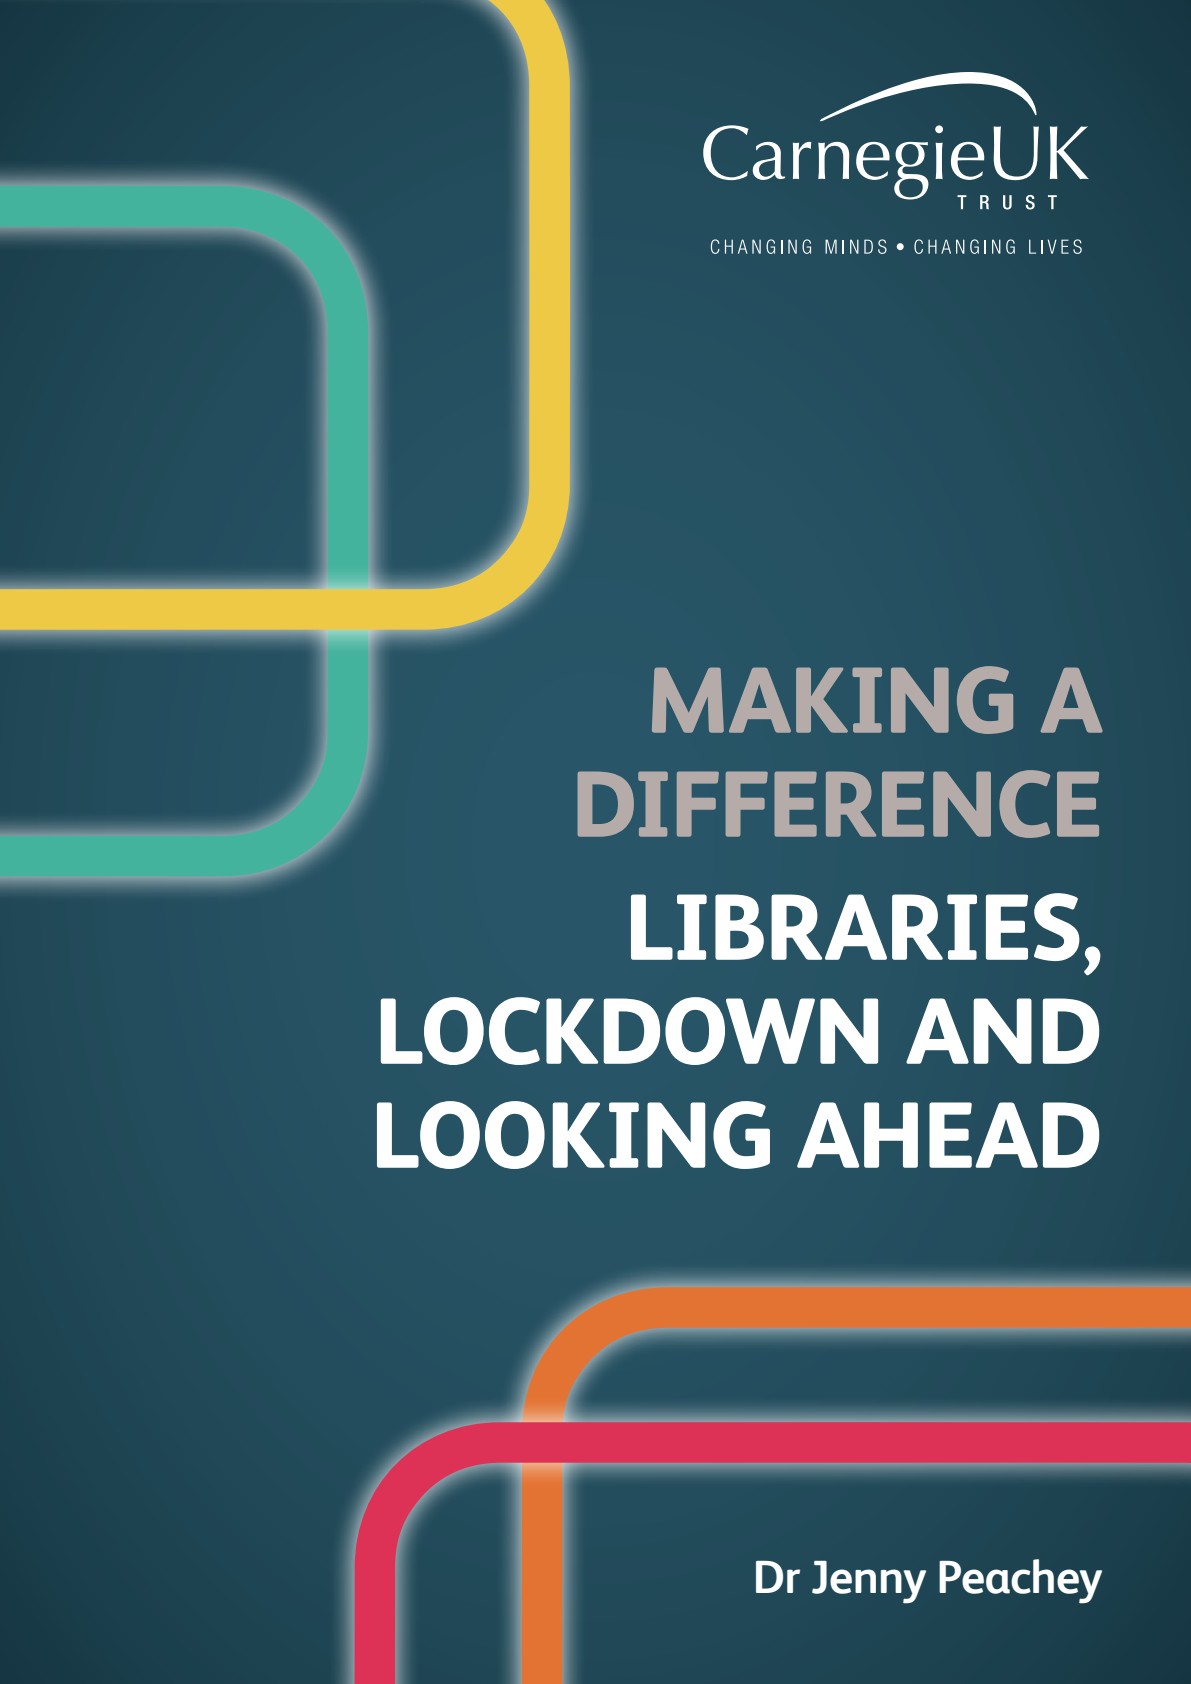 CarnegieUK
TRUST
CHANGING MINDS • CHANGING LIVES
MAKING A
DIFFERENCE
LIBRARIES,
LOCKDOWN AND
LOOKING AHEAD
Dr Jenny Peachey